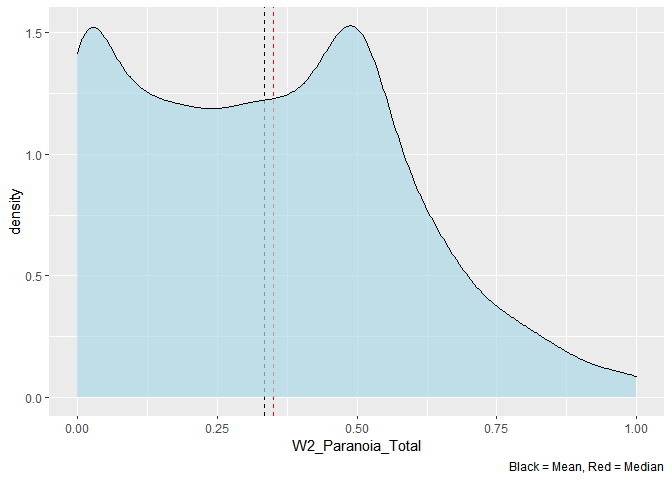 1.5
1.0
0.5
0.0
density
0.00 0.25 0.50 0.75 1.00
W2_Paranoia_Total
Black = Mean, Red = Median